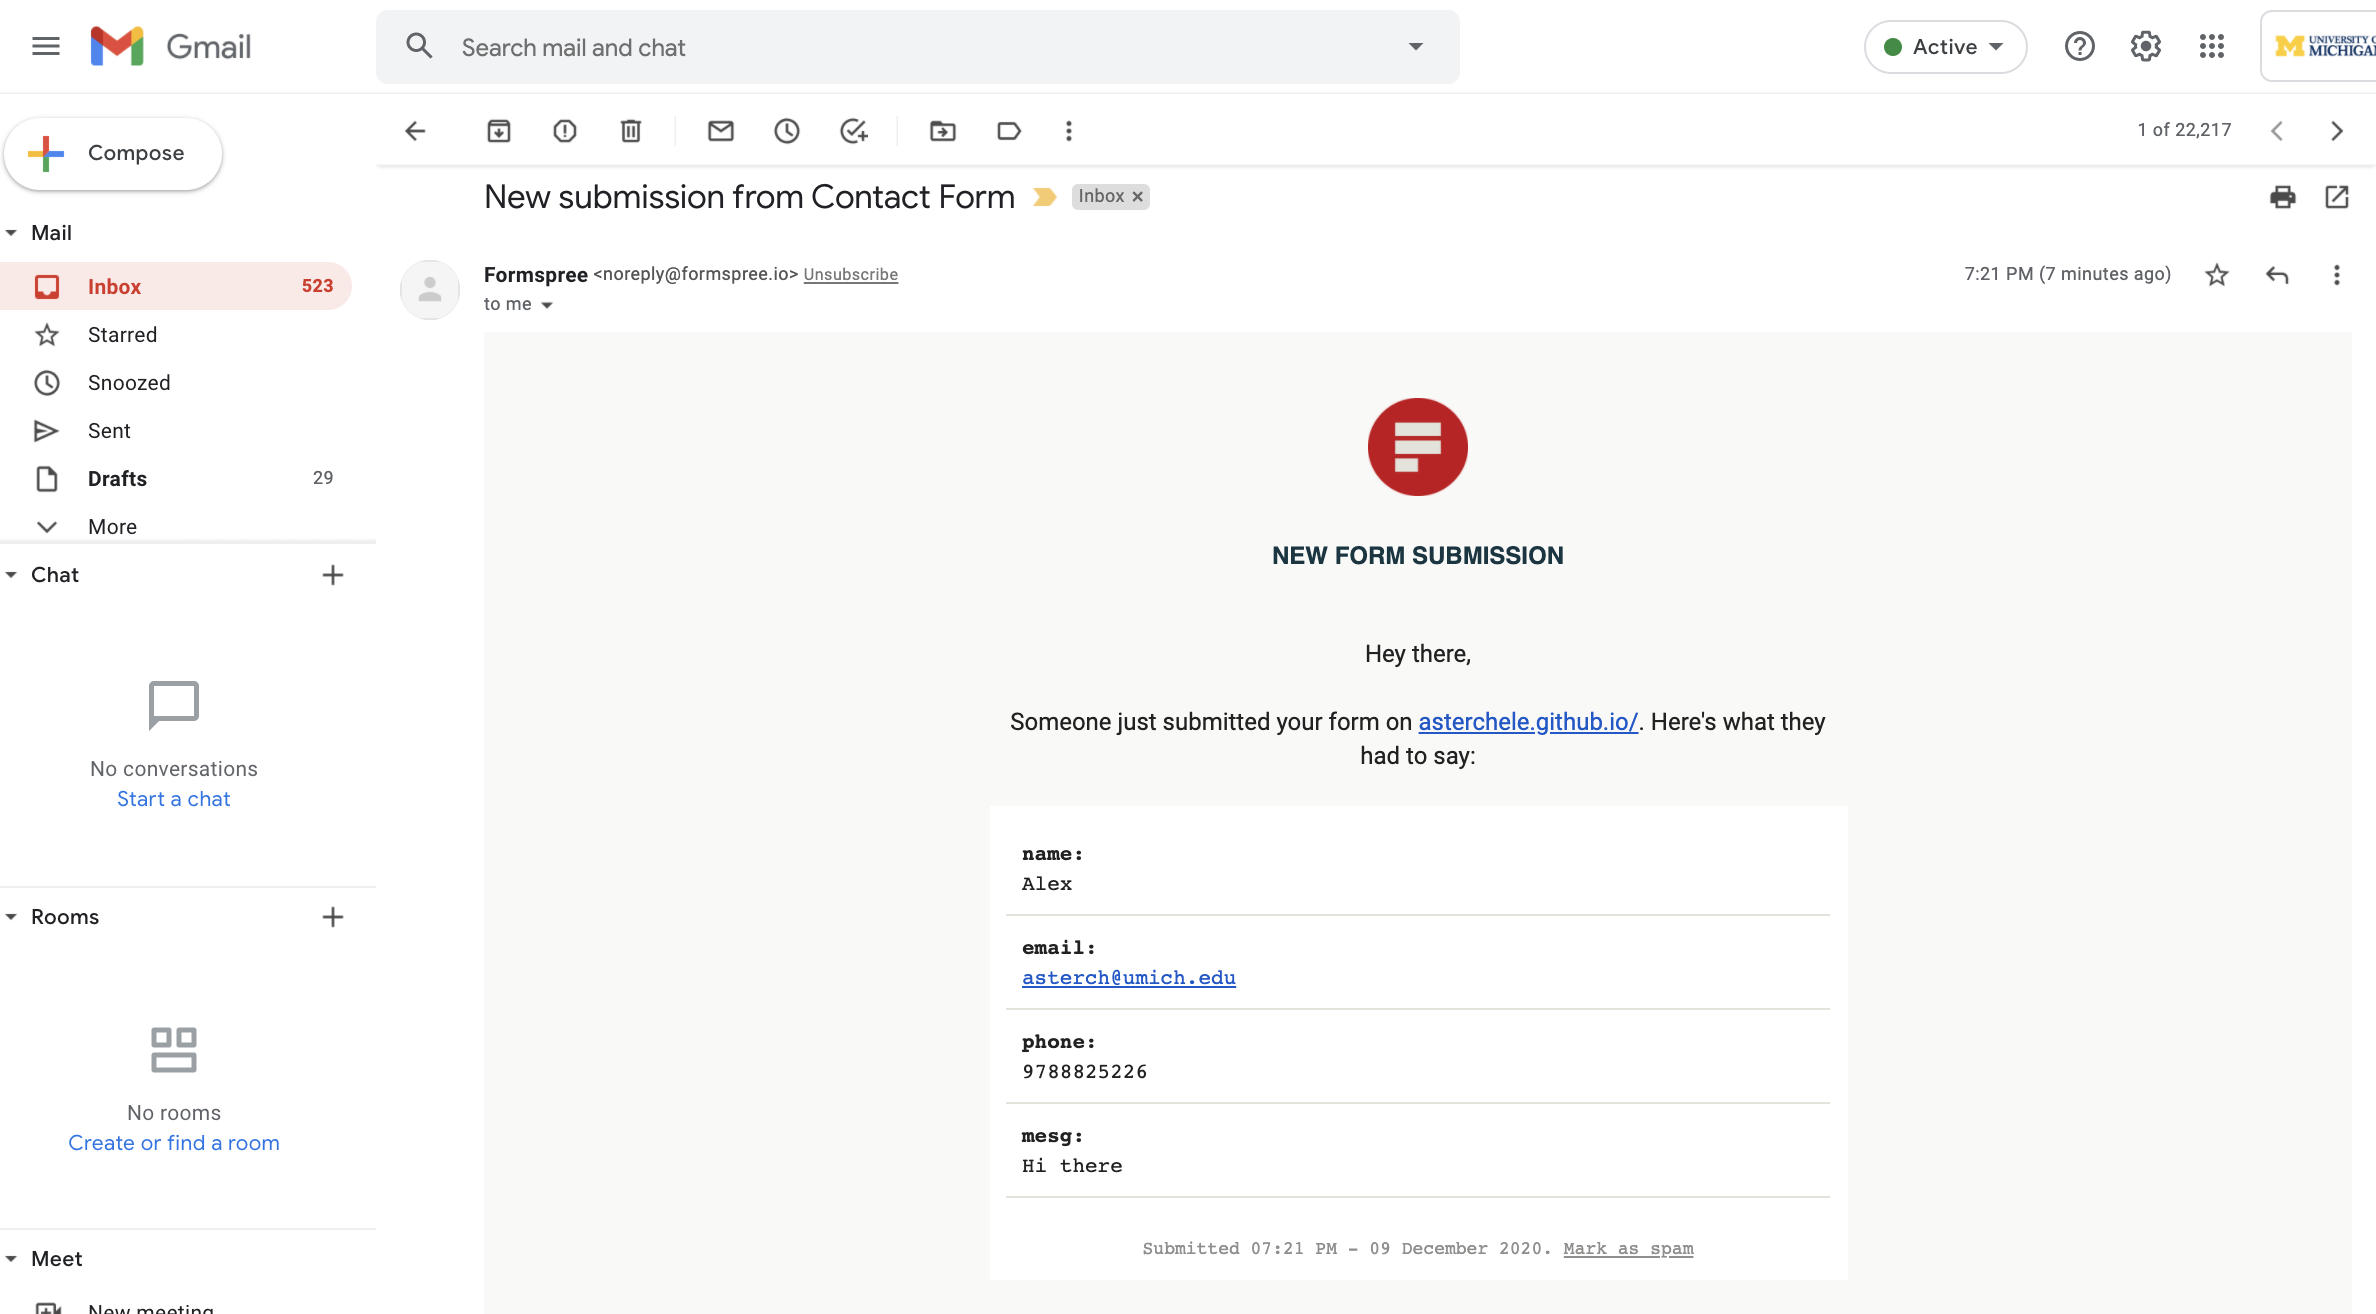 Gmail
Search mail and chat
Active
UNIVERSITY O
MICHIGA
Compose
1 of 22,217
New submission from Contact Form
Inbox ×
Mail
Inbox 523
Starred
Snoozed
Sent
Drafts 29
More
Formspree <noreply@formspree.io> Unsubscribe
7:21 PM (7 minutes ago)
to me
NEW FORM SUBMISSION
Hey there,
Someone just submitted your form on asterchele.github.io/. Here's what they
had to say:
name:
Alex
email:
asterch@umich.edu
phone:
9788825226
mesg:
Hi there
Submitted 07:21 PM - 09 December 2020. Mark as spam
Chat
No conversations
Start a chat
Rooms
No rooms
Create or find a room
Meet
New meeting